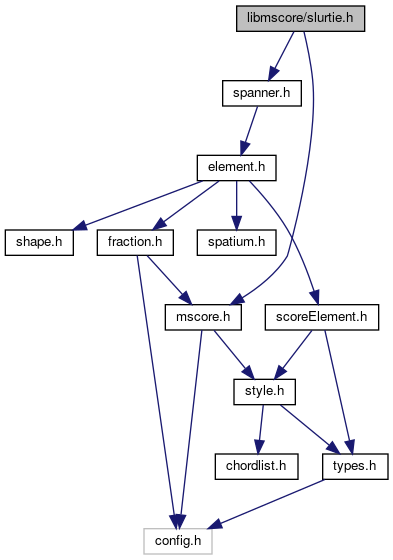 libmscore/slurtie.h
spanner.h
element.h
shape.h
fraction.h
spatium.h
mscore.h
scoreElement.h
style.h
chordlist.h
types.h
config.h